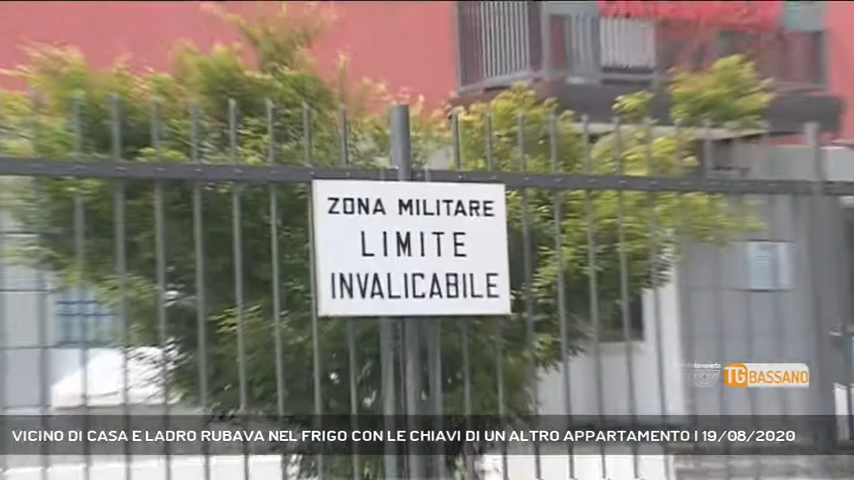 ZONA MILITARE
LIMITE
INVALICABILE
TG BASSANO
VICINO DI CASA E LADRO RUBAVA NEL FRIGO CON LE CHIAVI DI UN ALTRO APPARTAMENTO | 19/08/2020